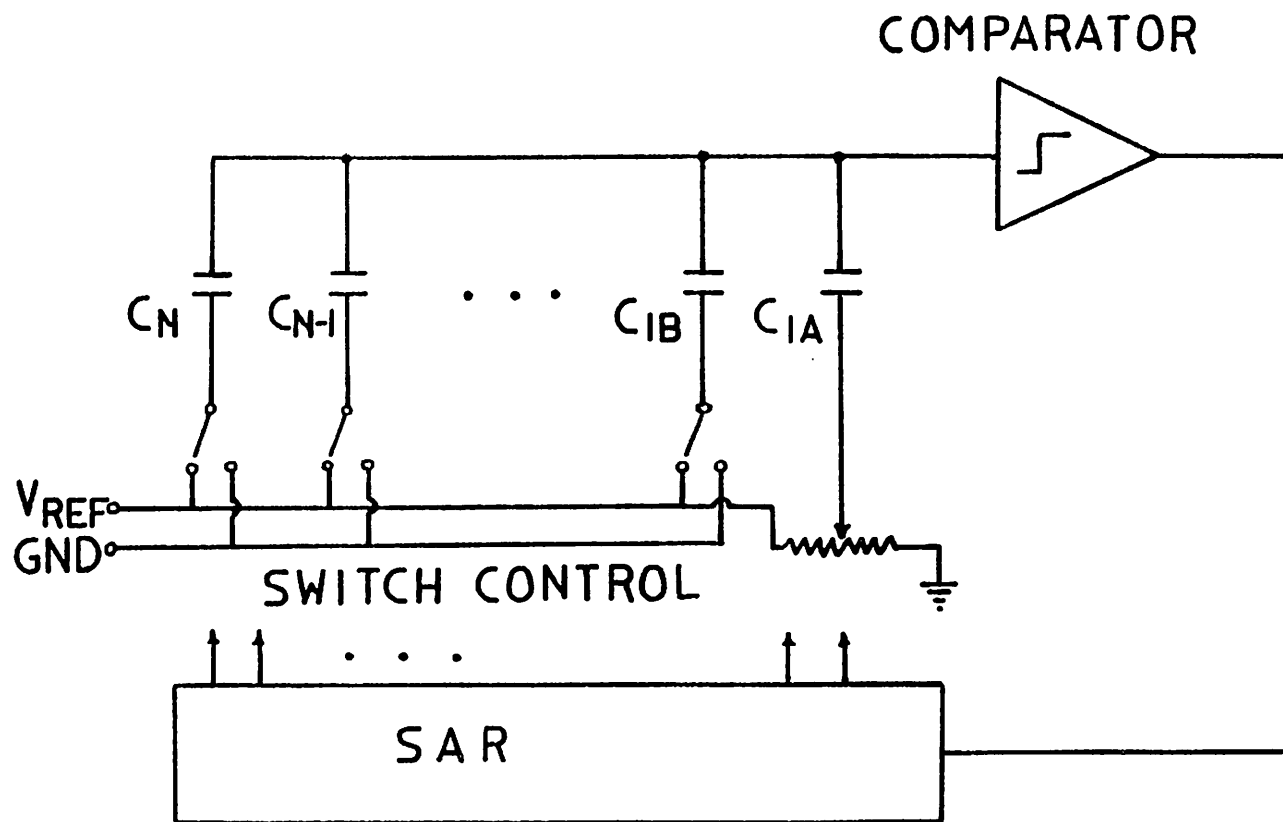 COMPARATOR
C_N C_N-1 . . . C_1B C_1A
V_REF
GND
SWITCH CONTROL
. . .
SAR